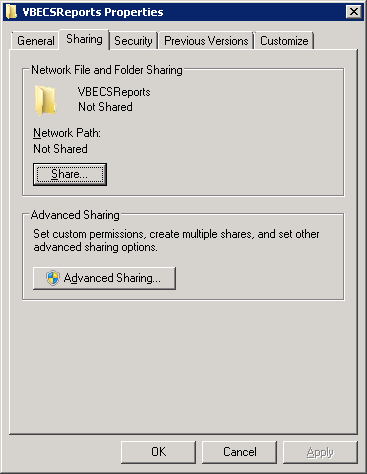 VBECSReports Properties
General Sharing Security Previous Versions Customize
Network File and Folder Sharing
VBECSReports
Not Shared
Network Path:
Not Shared
Share...
Advanced Sharing
Set custom permissions, create multiple shares, and set other
advanced sharing options.
Advanced Sharing...
OK Cancel Apply